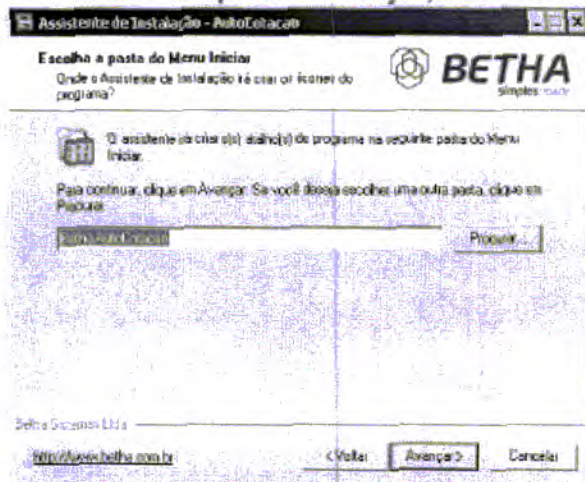 Assistente de Instalação - AutoCotacao
Escolha a pasta do Menu Iniciar
Onde o Assistente de Instalação irá criar os ícones do
programa?
BETHA
simples
O assistente irá criar o(s) atalho(s) do programa na seguinte pasta do Menu
Iniciar.
Para continuar, clique em Avançar. Se você deseja escolher uma outra pasta, clique em
Procurar.
Procurar...
Betha Sistemas Ltda
http://www.betha.com.br
< Voltar
Avançar >
Cancelar